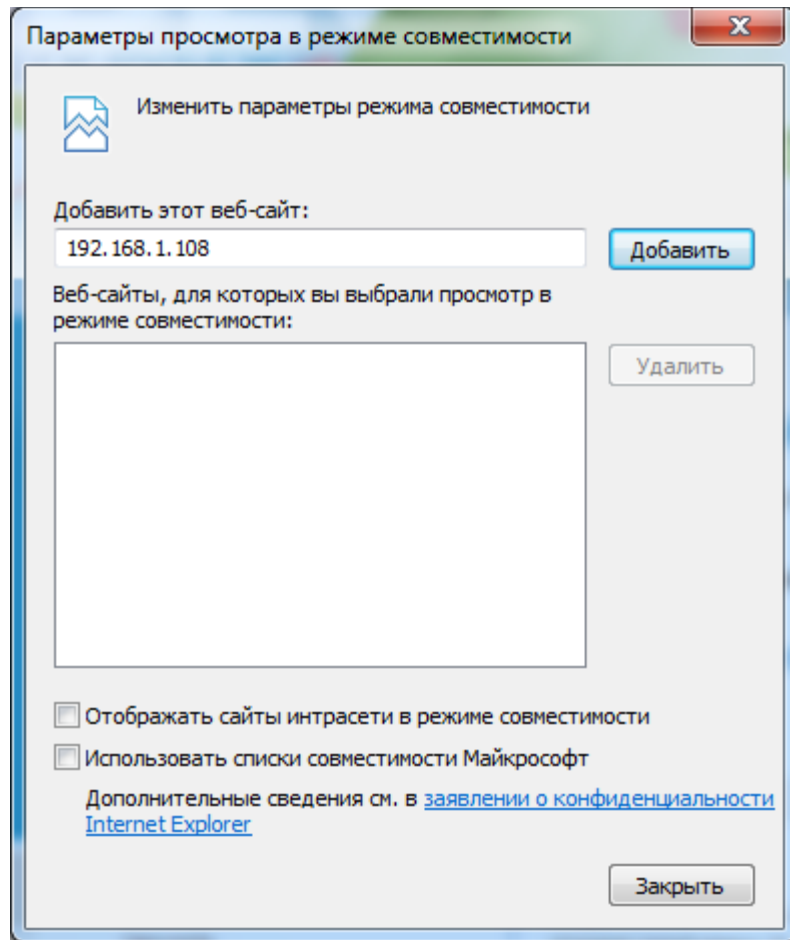 Параметры просмотра в режиме совместимости
Изменить параметры режима совместимости
Добавить этот веб-сайт:
192.168.1.108
Добавить
Веб-сайты, для которых вы выбрали просмотр в
режиме совместимости:
Удалить
Отображать сайты интрасети в режиме совместимости
Использовать списки совместимости Майкрософт
Дополнительные сведения см. в заявлении о конфиденциальности
Internet Explorer
Закрыть